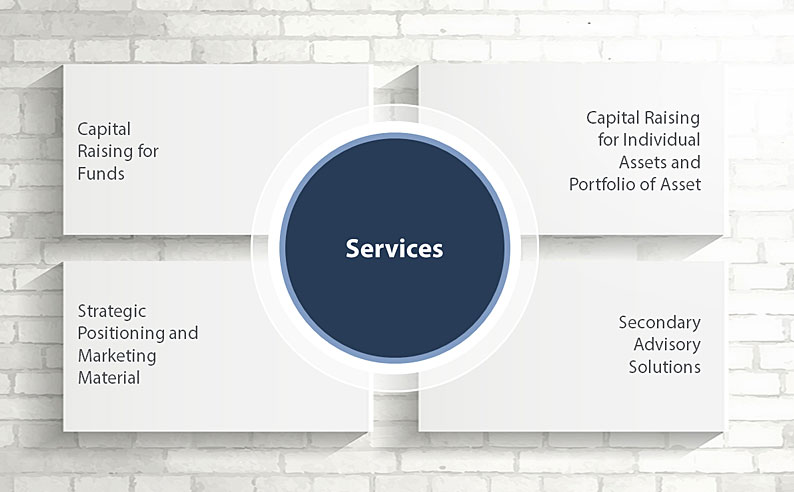 Capital
Raising for
Funds
Capital Raising
for Individual
Assets and
Portfolio of Asset
Services
Strategic
Positioning and
Marketing
Material
Secondary
Advisory
Solutions